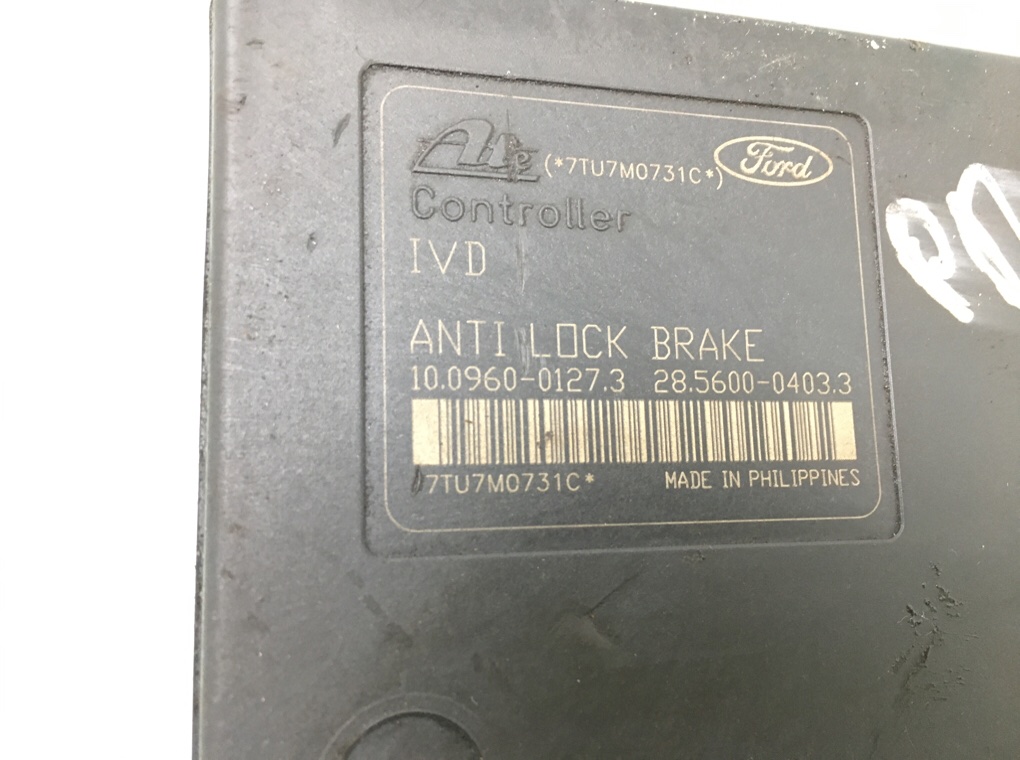 Ate (*7TU7M0731C*) Ford
Controller
IVD
ANTI LOCK BRAKE
10.0960-0127.3 28.5600-0403.3
7TU7M0731C* MADE IN PHILIPPINES